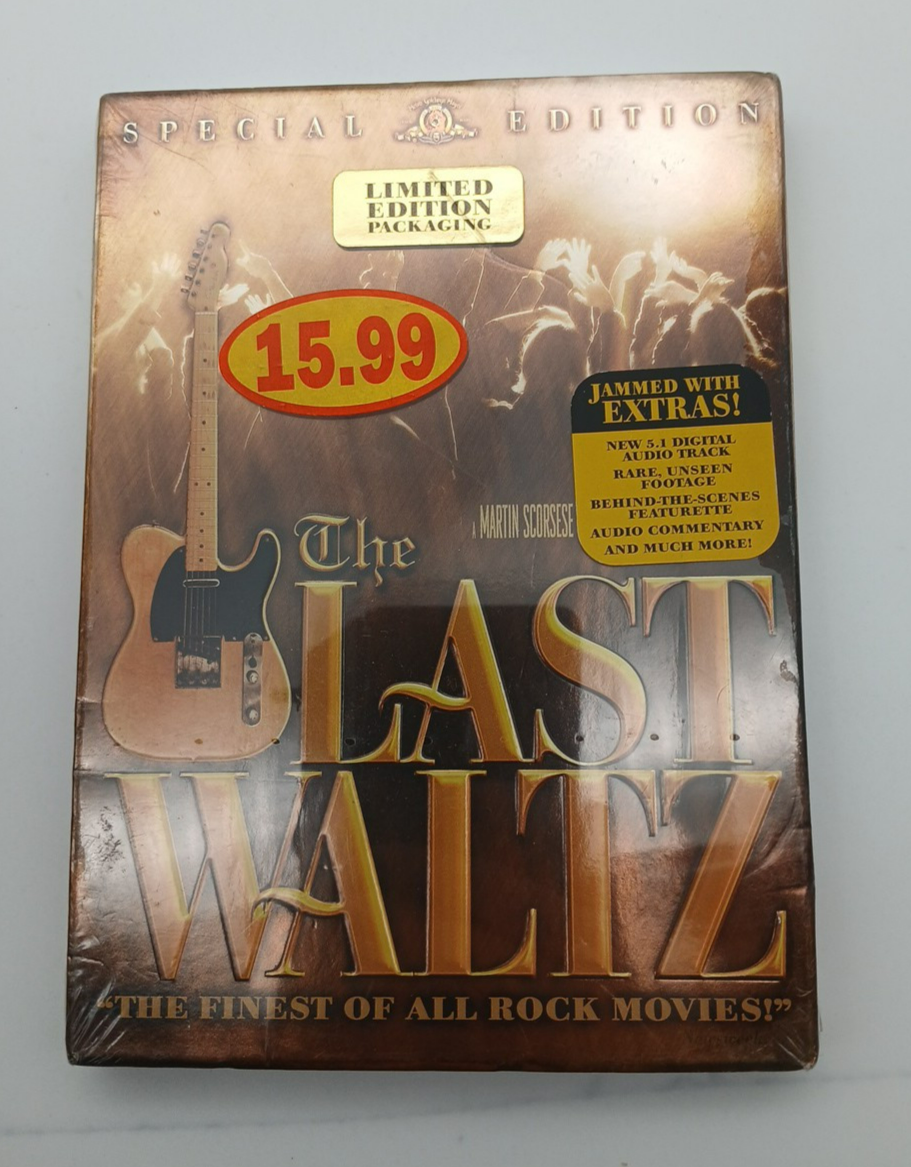 SPECIAL EDITION
LIMITED
EDITION
PACKAGING
15.99
JAMMED WITH
EXTRAS!
NEW 5.1 DIGITAL
AUDIO TRACK
RARE, UNSEEN
FOOTAGE
BEHIND-THE-SCENES
FEATURETTE
AUDIO COMMENTARY
AND MUCH MORE!
A MARTIN SCORSESE
The
LAST
WALTZ
“THE FINEST OF ALL ROCK MOVIES!”